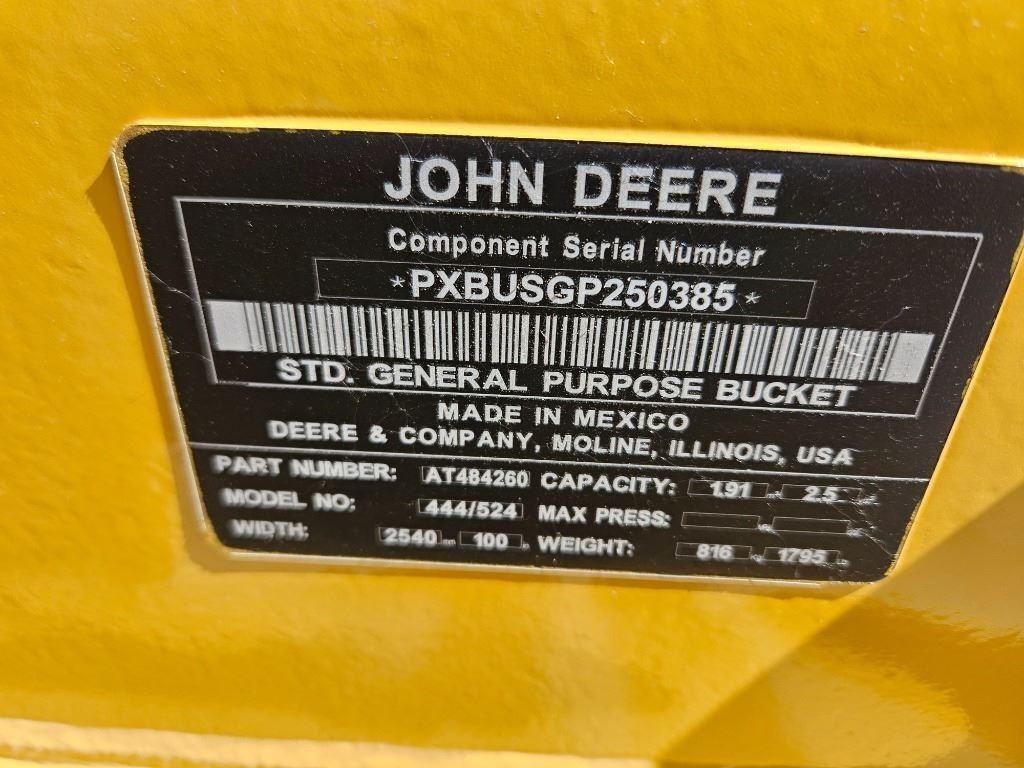 JOHN DEERE
Component Serial Number
*PXBUSGP250385*
STD. GENERAL PURPOSE BUCKET
MADE IN MEXICO
DEERE & COMPANY, MOLINE, ILLINOIS, USA
PART NUMBER: AT484260 CAPACITY: 1.91 2.5
MODEL NO: 444/524 MAX PRESS:
WIDTH: 2540 mm 100 WEIGHT: 816 1795